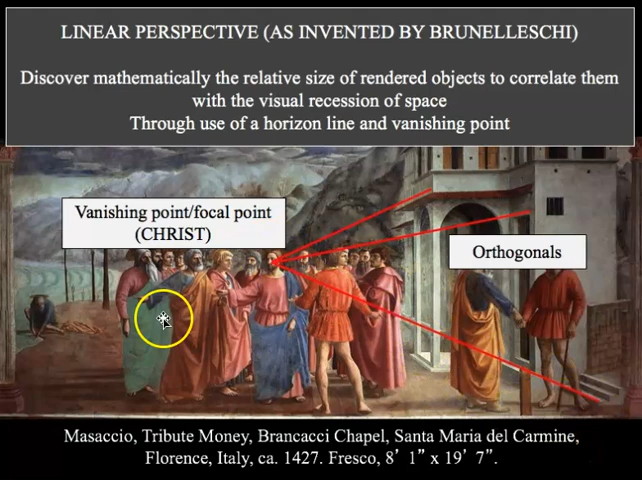 LINEAR PERSPECTIVE (AS INVENTED BY BRUNELLESCHI)
Discover mathematically the relative size of rendered objects to correlate them
with the visual recession of space
Through use of a horizon line and vanishing point
Vanishing point/focal point
(CHRIST)
Orthogonals
Masaccio, Tribute Money, Brancacci Chapel, Santa Maria del Carmine,
Florence, Italy, ca. 1427. Fresco, 8’ 1” x 19’ 7”.